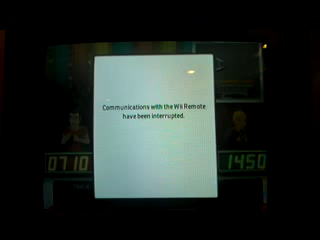 Communications with the Wii Remote
have been interrupted.
0710
1450